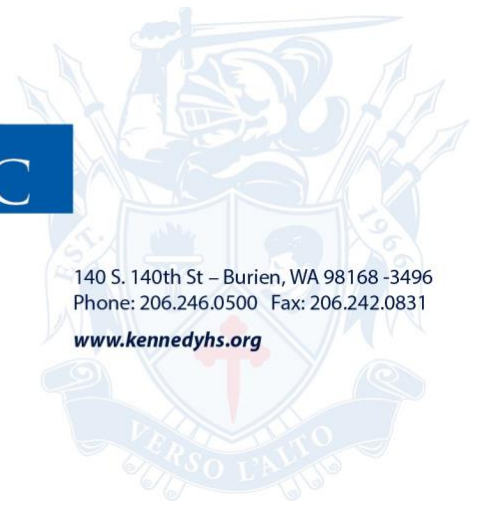 C
140 S. 140th St – Burien, WA 98168 -3496
Phone: 206.246.0500 Fax: 206.242.0831
www.kennedyhs.org
EST. 1966
VERSO L'ALTO